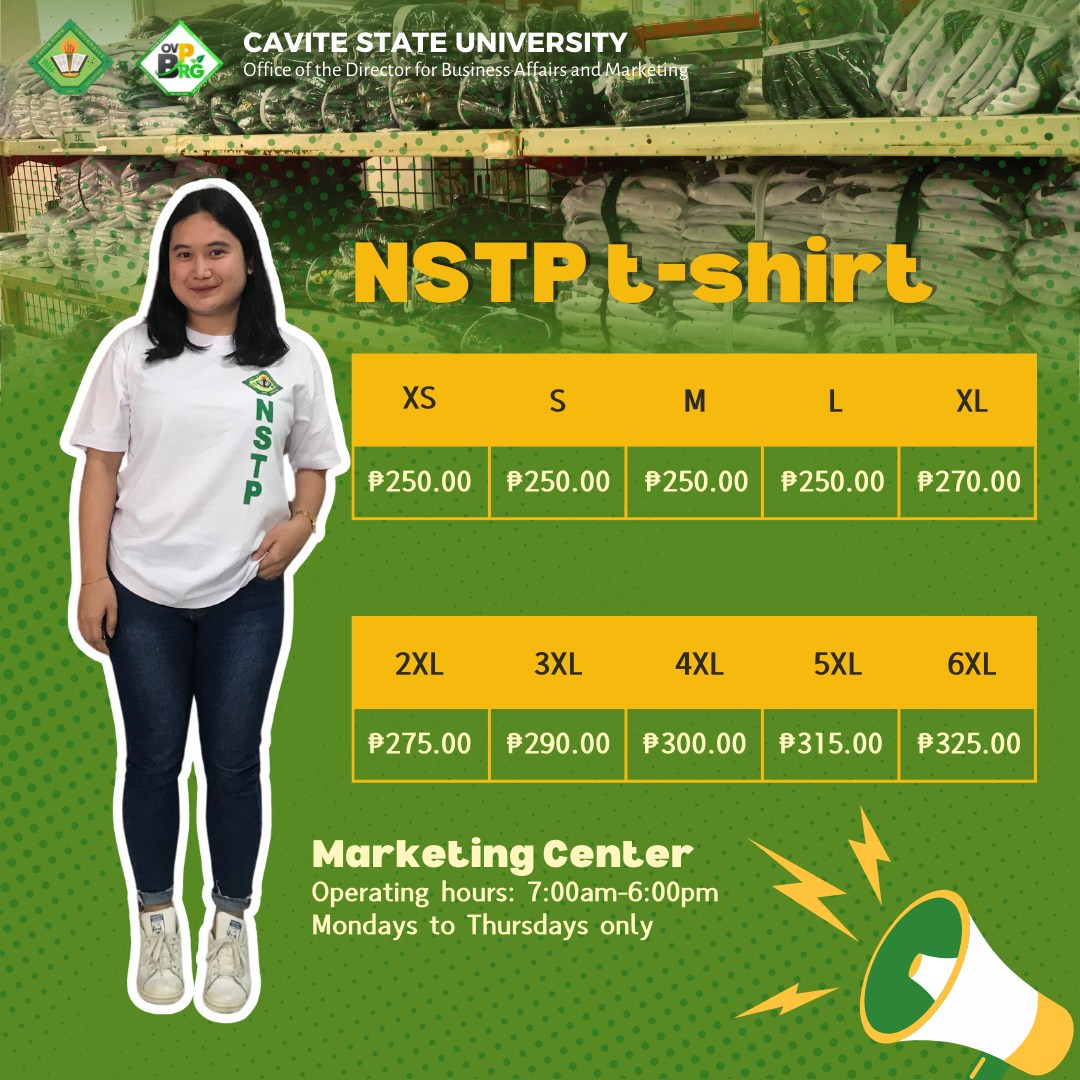 OVPBRG
CAVITE STATE UNIVERSITY
Office of the Director for Business Affairs and Marketing
2XL
NSTP t-shirt
NSTP
XS S M L XL
₱250.00 ₱250.00 ₱250.00 ₱250.00 ₱270.00
2XL 3XL 4XL 5XL 6XL
₱275.00 ₱290.00 ₱300.00 ₱315.00 ₱325.00
Marketing Center
Operating hours: 7:00am-6:00pm
Mondays to Thursdays only